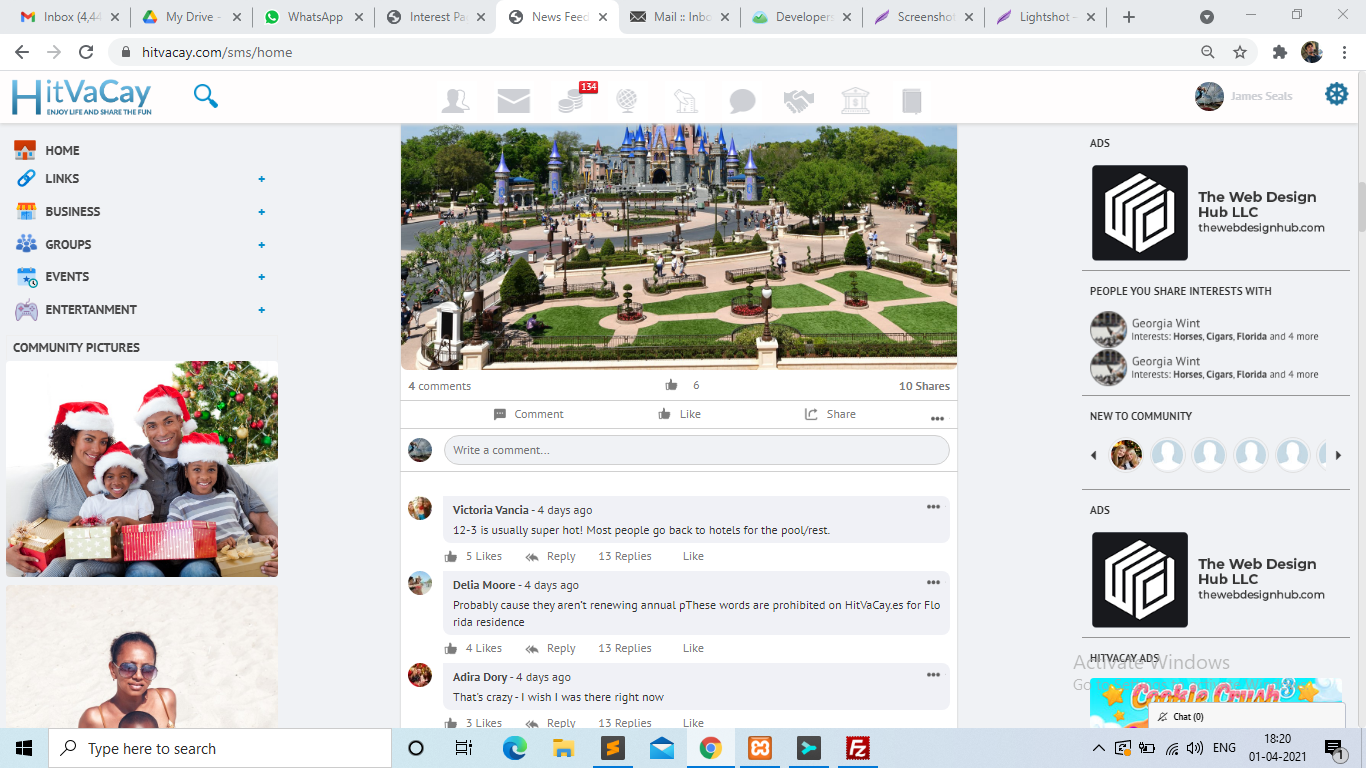 Inbox (4,44
My Drive -
WhatsApp
Interest Pa
News Feed
Mail :: Inbo
Developers
Screenshot
Lightshot -
hitvacay.com/sms/home
HitVaCay
ENJOY LIFE AND SHARE THE FUN
134
James Seals
HOME
LINKS +
BUSINESS +
GROUPS +
EVENTS +
ENTERTANMENT +
COMMUNITY PICTURES
4 comments
6
10 Shares
Comment
Like
Share
Write a comment...
Victoria Vancia - 4 days ago
12-3 is usually super hot! Most people go back to hotels for the pool/rest.
5 Likes Reply 13 Replies Like
Delia Moore - 4 days ago
Probably cause they aren't renewing annual pThese words are prohibited on HitVaCay.es for Flo
rida residence
4 Likes Reply 13 Replies Like
Adira Dory - 4 days ago
That's crazy - I wish I was there right now
3 Likes Reply 13 Replies Like
ADS
The Web Design
Hub LLC
thewebdesignhub.com
PEOPLE YOU SHARE INTERESTS WITH
Georgia Wint
Interests: Horses, Cigars, Florida and 4 more
Georgia Wint
Interests: Horses, Cigars, Florida and 4 more
NEW TO COMMUNITY
ADS
The Web Design
Hub LLC
thewebdesignhub.com
HITVACAY ADS
Activate Windows
Cookie Crush 3
Chat (0)
Type here to search
ENG
18:20
01-04-2021
1